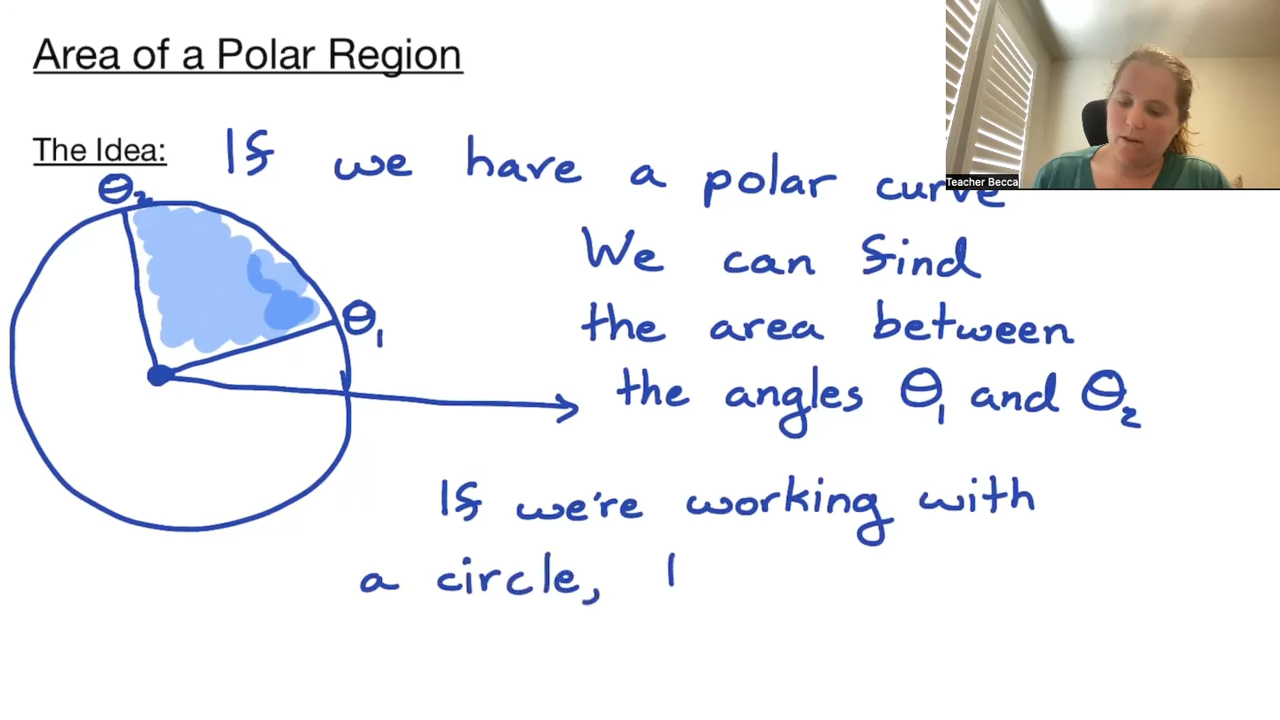 Area of a Polar Region
The Idea: If we have a polar curve
Teacher Becca
θ₂
We can find
the area between
θ₁
the angles θ₁ and θ₂
If we're working with
a circle, |